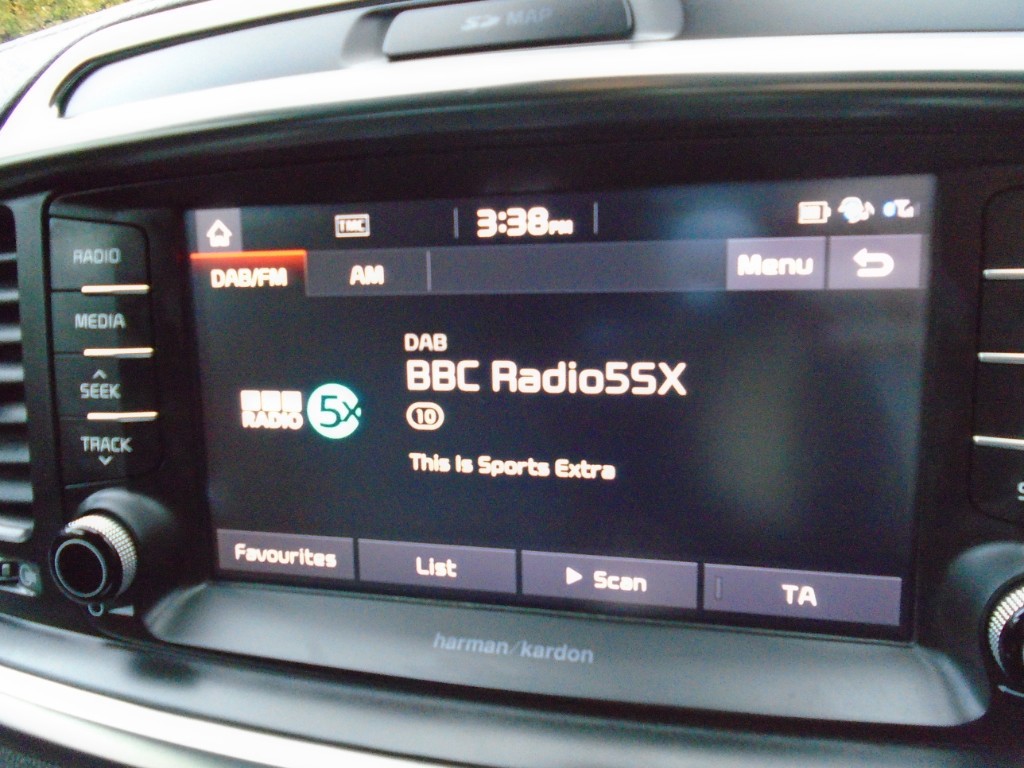 SD MAP
TMC
3:38PM
RADIO
DAB/FM
AM
Menu
MEDIA
DAB
BBC Radio5SX
SEEK
RADIO 5x
10
TRACK
This is Sports Extra
Favourites
List
Scan
TA
harman/kardon